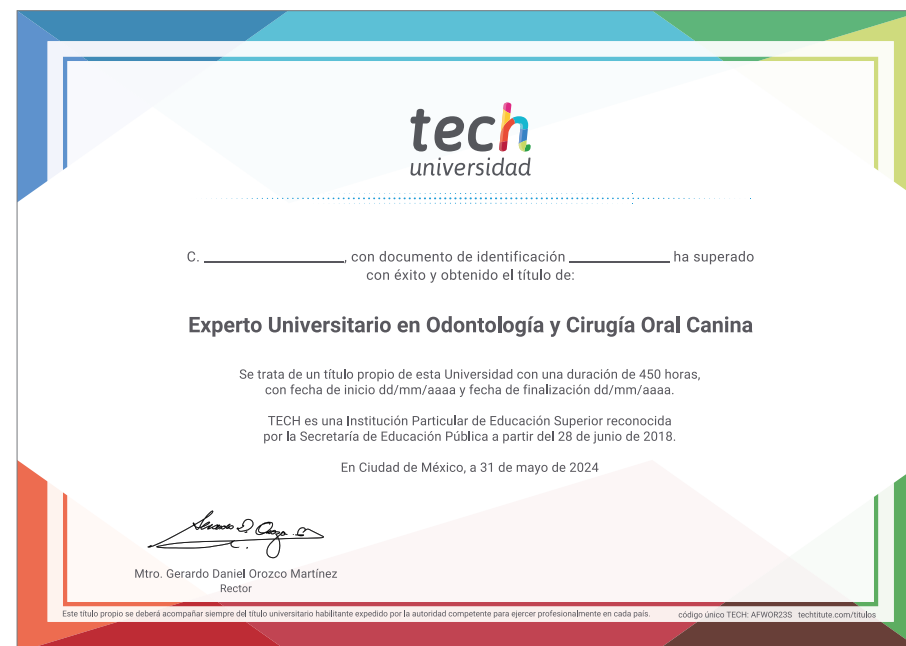 tech
universidad
C. ____________________, con documento de identificación ______________ ha superado
con éxito y obtenido el título de:
Experto Universitario en Odontología y Cirugía Oral Canina
Se trata de un título propio de esta Universidad con una duración de 450 horas,
con fecha de inicio dd/mm/aaaa y fecha de finalización dd/mm/aaaa.
TECH es una Institución Particular de Educación Superior reconocida
por la Secretaría de Educación Pública a partir del 28 de junio de 2018.
En Ciudad de México, a 31 de mayo de 2024
Mtro. Gerardo Daniel Orozco Martínez
Rector
Este título propio se deberá acompañar siempre del título universitario habilitante expedido por la autoridad competente para ejercer profesionalmente en cada país. código único TECH: AFWOR23S techtitute.com/titulos